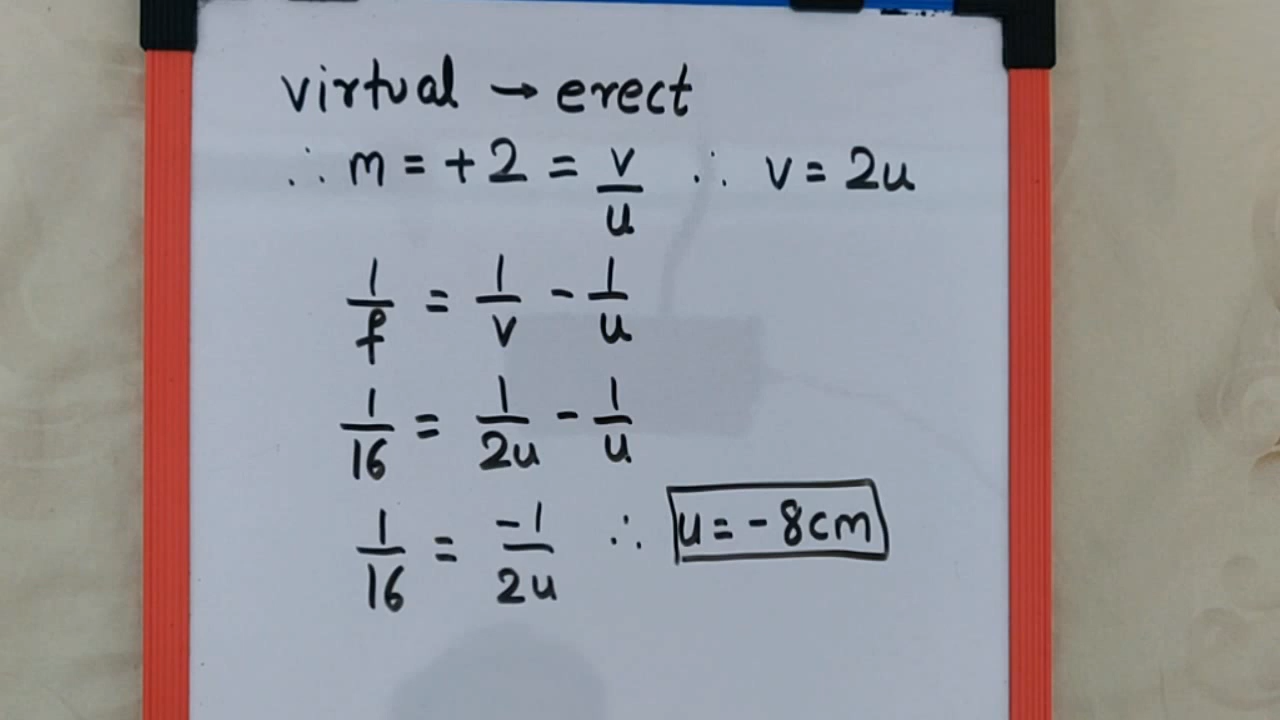 virtual → erect
∴ m = +2 = v/u ∴ v = 2u
1/f = 1/v - 1/u
1/16 = 1/2u - 1/u
1/16 = -1/2u ∴ u = -8cm